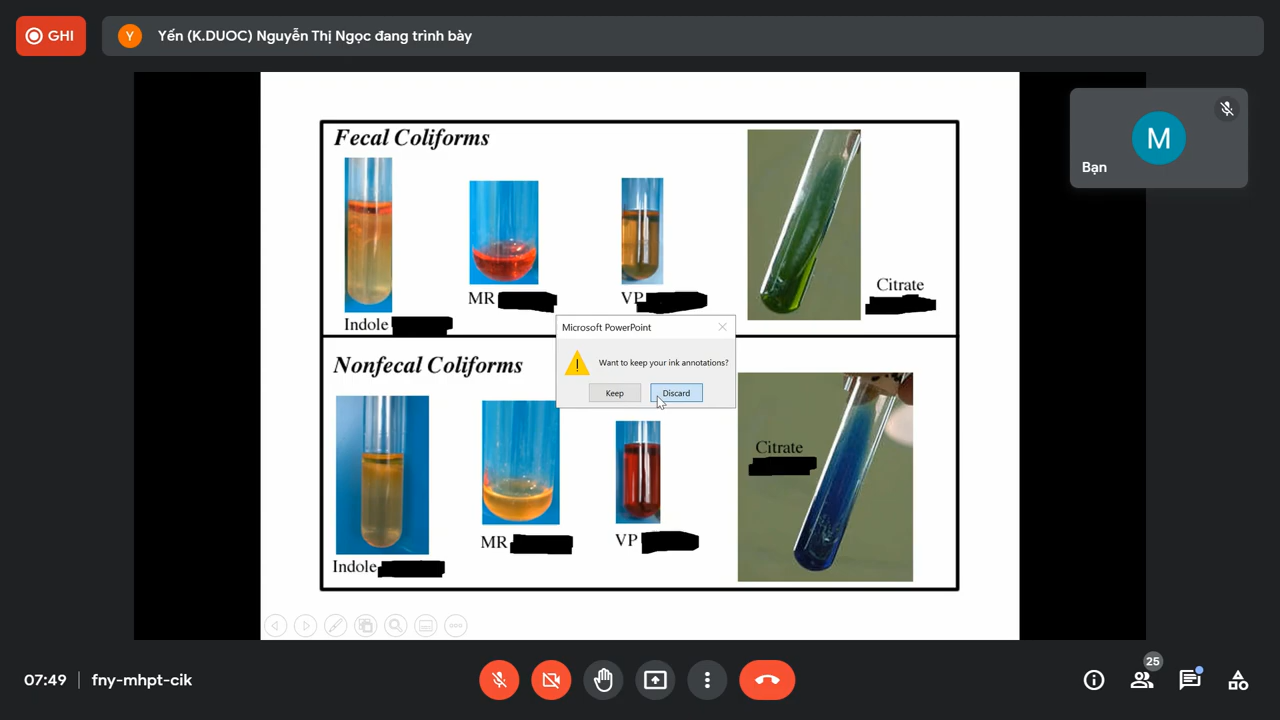 GHI
Y
Yến (K.DUOC) Nguyễn Thị Ngọc đang trình bày
M
Bạn
Fecal Coliforms
Indole
MR
VP
Citrate
Microsoft PowerPoint
Want to keep your ink annotations?
Keep
Discard
Nonfecal Coliforms
Indole
MR
VP
Citrate
07:49
fny-mhpt-cik
25